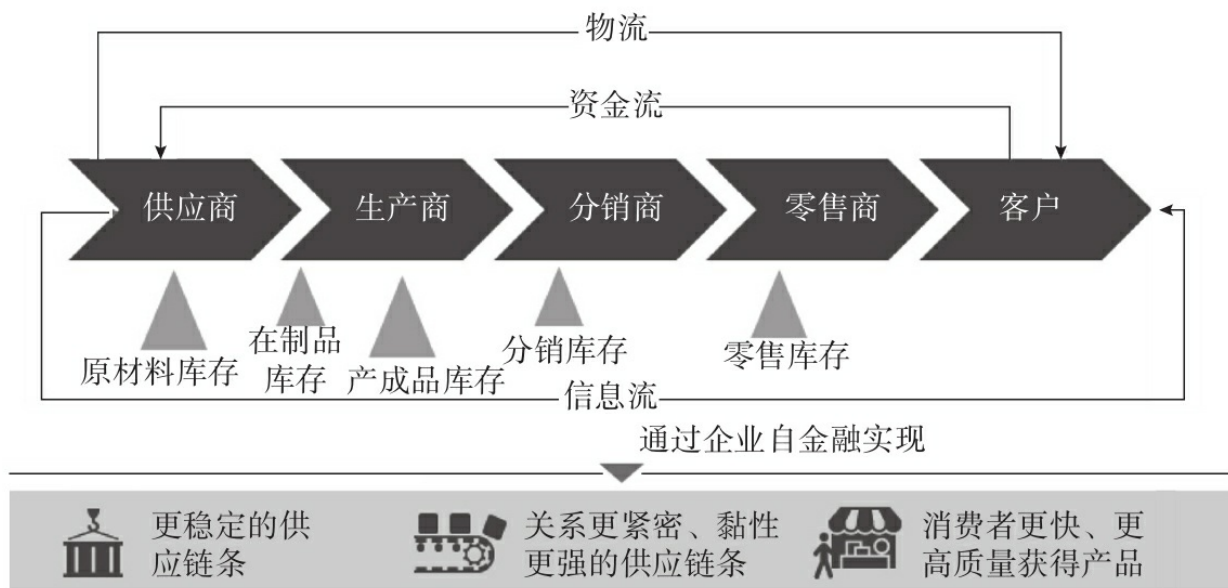 物流
资金流
供应商
生产商
分销商
零售商
客户
原材料库存
在制品
库存
产成品库存
分销库存
零售库存
信息流
通过企业自金融实现
更稳定的供
应链条
关系更紧密、黏性
更强的供应链条
消费者更快、更
高质量获得产品